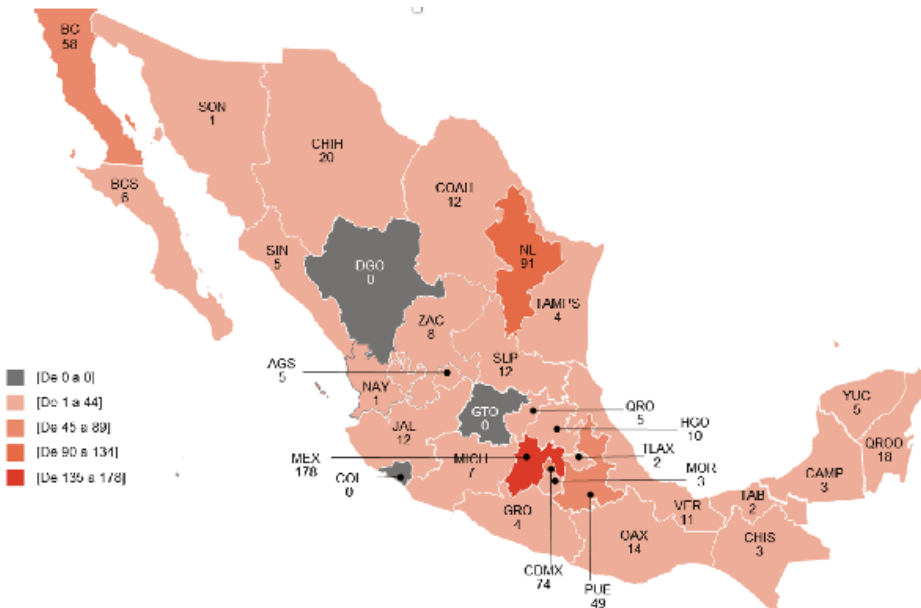 BC
58
SON
1
CHIH
20
COAU
12
BCS
6
SIN
5
DGO
0
NL
91
TAMPS
4
ZAC
8
AGS
5
SLP
12
NAY
1
GTO
0
QRO
5
HGO
10
YUC
5
JAL
12
MEX
178
MICH
7
TLAX
2
MOR
3
QROO
18
CAMP
3
COL
0
GRO
4
VER
11
TAB
2
OAX
14
CHIS
3
CDMX
74
PUE
49
[De 0 a 0]
[De 1 a 44]
[De 45 a 89]
[De 90 a 134]
[De 135 a 178]